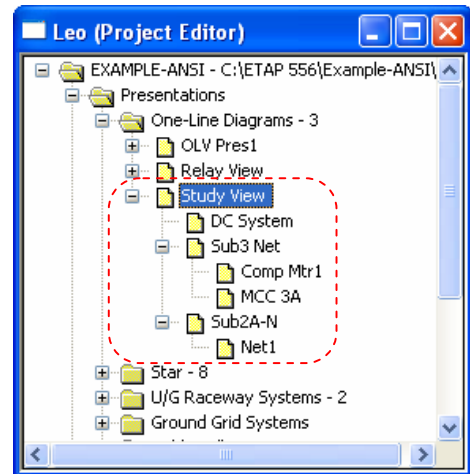 Leo (Project Editor)
EXAMPLE-ANSI - C:\ETAP 556\Example-ANSI\
Presentations
One-Line Diagrams - 3
OLV Pres1
Relay View
Study View
DC System
Sub3 Net
Comp Mtr1
MCC 3A
Sub2A-N
Net1
Star - 8
U/G Raceway Systems - 2
Ground Grid Systems